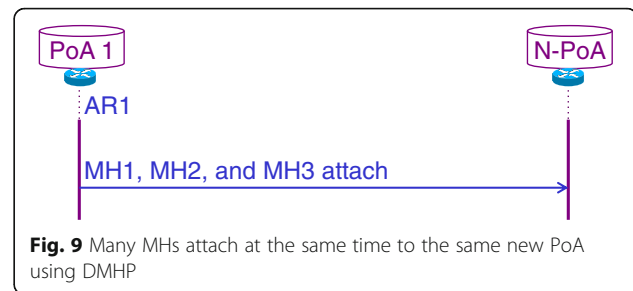 PoA 1
N-PoA
AR1
MH1, MH2, and MH3 attach
Fig. 9 Many MHs attach at the same time to the same new PoA
using DMHP